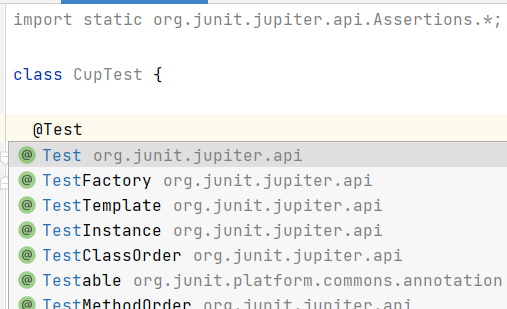 import static org.junit.jupiter.api.Assertions.*;
class CupTest {
@Test
@ Test org.junit.jupiter.api
@ TestFactory org.junit.jupiter.api
@ TestTemplate org.junit.jupiter.api
@ TestInstance org.junit.jupiter.api
@ TestClassOrder org.junit.jupiter.api
@ Testable org.junit.platform.commons.annotation
@ TestMethodOrder org.junit.jupiter.api